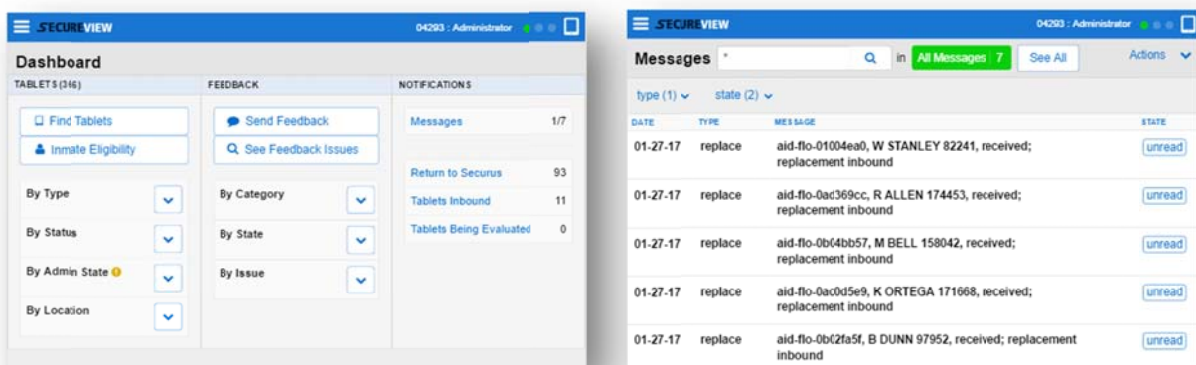 SECUREVIEW
04293 : Administrator
Dashboard
TABLETS (316)
FEEDBACK
NOTIFICATIONS
Find Tablets
Inmate Eligibility
Send Feedback
See Feedback Issues
Messages 1/7
Return to Securus 93
Tablets Inbound 11
Tablets Being Evaluated 0
By Type
By Status
By Admin State
By Location
By Category
By State
By Issue
SECUREVIEW
04293 : Administrator
Messages * in All Messages 7 See All Actions
type (1) state (2)
DATE TYPE MESSAGE STATE
01-27-17 replace aid-flo-01004ea0, W STANLEY 82241, received; unread
replacement inbound
01-27-17 replace aid-flo-0ad369cc, R ALLEN 174453, received; unread
replacement inbound
01-27-17 replace aid-flo-0b04bb57, M BELL 158042, received; unread
replacement inbound
01-27-17 replace aid-flo-0ac0d5e9, K ORTEGA 171668, received; unread
replacement inbound
01-27-17 replace aid-flo-0b02fa5f, B DUNN 97952, received; replacement unread
inbound